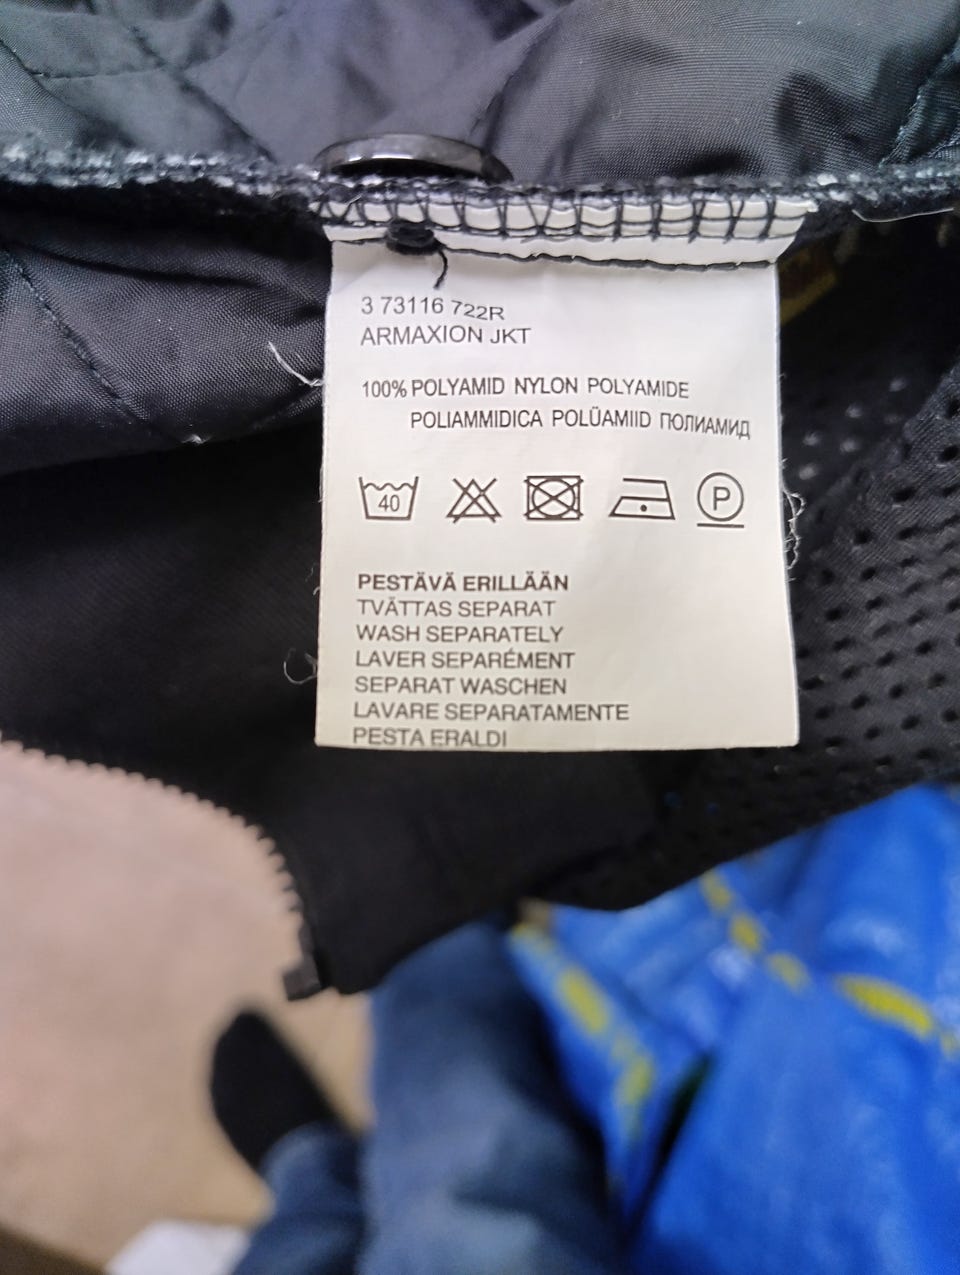 3 73116 722R
ARMAXION JKT
100% POLYAMID NYLON POLYAMIDE
POLIAMMIDICA POLÜAMIID ПОЛИАМИД
40 P
PESTÄVÄ ERILLÄÄN
TVÄTTAS SEPARAT
WASH SEPARATELY
LAVER SEPARÉMENT
SEPARAT WASCHEN
LAVARE SEPARATAMENTE
PESTA ERALDI